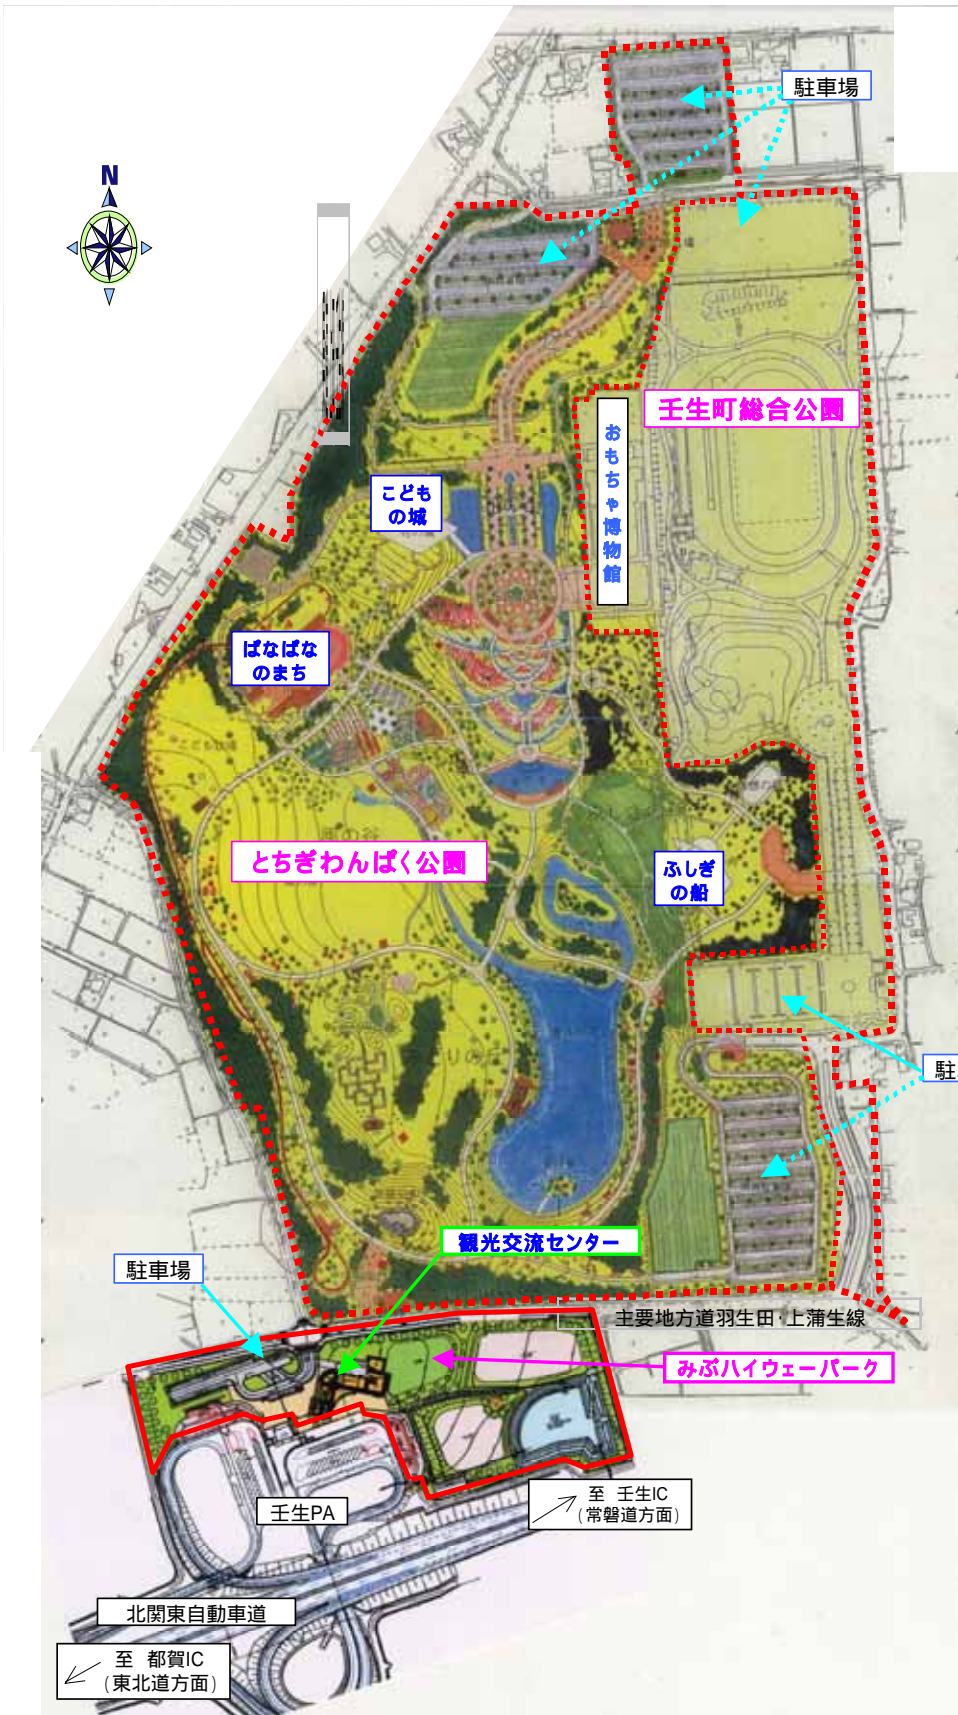 駐車場
N
壬生町総合公園
おもちゃ博物館
こども
の城
ぱなぱな
のまち
とちぎわんぱく公園
ふしぎ
の船
駐
観光交流センター
駐車場
主要地方道羽生田・上蒲生線
みぶハイウェーパーク
壬生PA
至 壬生IC
(常磐道方面)
北関東自動車道
至 都賀IC
(東北道方面)